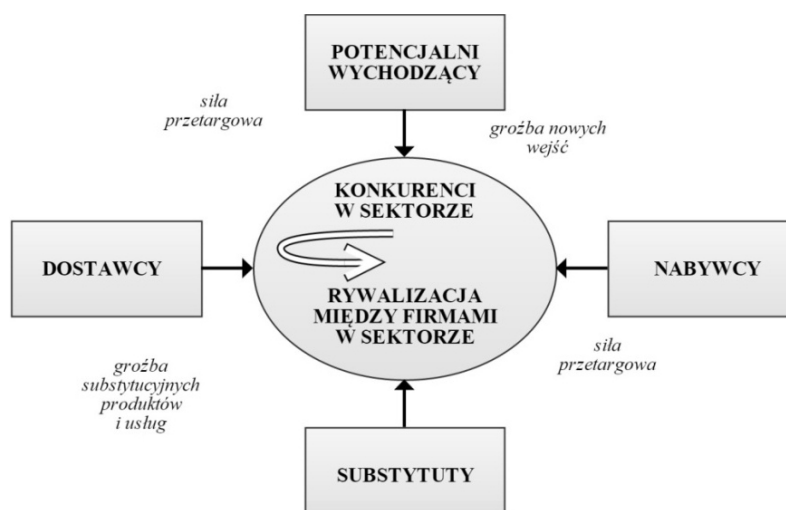 POTENCJALNI
WYCHODZĄCY
siła
przetargowa
groźba nowych
wejść
KONKURENCI
W SEKTORZE
DOSTAWCY
NABYWCY
RYWALIZACJA
MIĘDZY FIRMAMI
W SEKTORZE
siła
przetargowa
groźba
substytucyjnych
produktów
i usług
SUBSTYTUTY